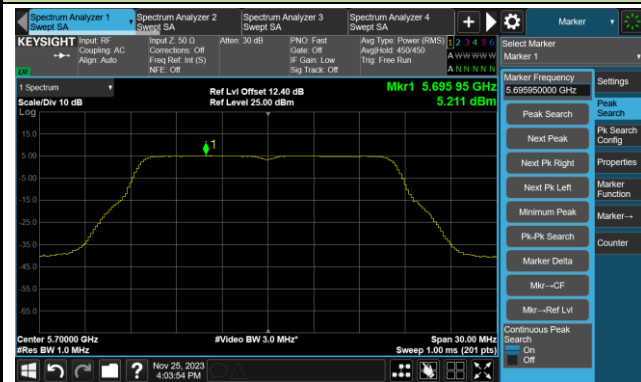 Spectrum Analyzer 1
Swept SA
Spectrum Analyzer 2
Swept SA
Spectrum Analyzer 3
Swept SA
Spectrum Analyzer 4
Swept SA
Marker
KEYSIGHT
Input: RF
Coupling: AC
Align: Auto
Input Z: 50 Ω
Corrections: Off
Freq Ref: Int (S)
NFE: Off
Atten: 30 dB
PNO: Fast
Gate: Off
IF Gain: Low
Sig Track: Off
Avg Type: Power (RMS)
Avg|Hold: 450/450
Trig: Free Run
1 2 3 4 5 6
A W W W W W
A N N N N N
LVI
1 Spectrum
Scale/Div 10 dB
Log
Ref Lvl Offset 12.40 dB
Ref Level 25.00 dBm
Mkr1 5.695 95 GHz
5.211 dBm
15.0
5.00
-5.00
-15.0
-25.0
-35.0
-45.0
-55.0
-65.0
1
Center 5.70000 GHz
#Res BW 1.0 MHz
#Video BW 3.0 MHz*
Span 30.00 MHz
Sweep 1.00 ms (201 pts)
Select Marker
Marker 1
Marker Frequency
5.695950000 GHz
Peak Search
Next Peak
Next Pk Right
Next Pk Left
Minimum Peak
Pk-Pk Search
Marker Delta
Mkr→CF
Mkr→Ref Lvl
Continuous Peak
Search
On
Off
Settings
Peak
Search
Pk Search
Config
Properties
Marker
Function
Marker→
Counter
Nov 25, 2023
4:03:54 PM